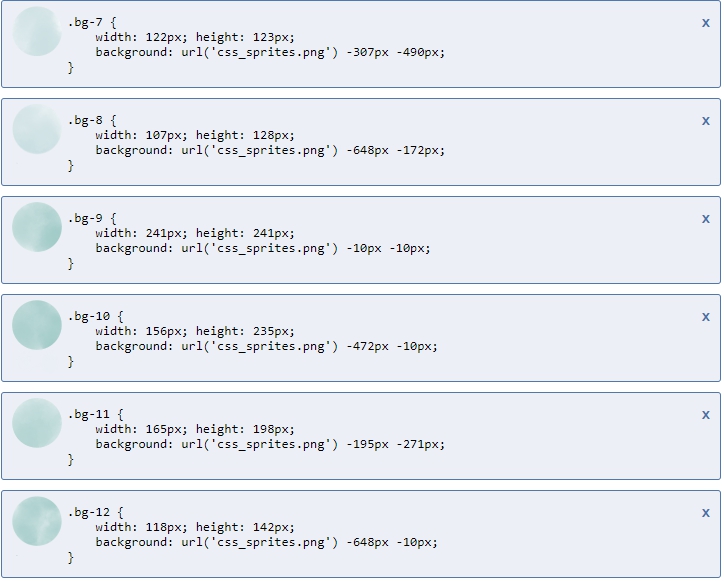 .bg-7 {
x
width: 122px; height: 123px;
background: url('css_sprites.png') -307px -490px;
}
.bg-8 {
x
width: 107px; height: 128px;
background: url('css_sprites.png') -648px -172px;
}
.bg-9 {
x
width: 241px; height: 241px;
background: url('css_sprites.png') -10px -10px;
}
.bg-10 {
x
width: 156px; height: 235px;
background: url('css_sprites.png') -472px -10px;
}
.bg-11 {
x
width: 165px; height: 198px;
background: url('css_sprites.png') -195px -271px;
}
.bg-12 {
x
width: 118px; height: 142px;
background: url('css_sprites.png') -648px -10px;
}